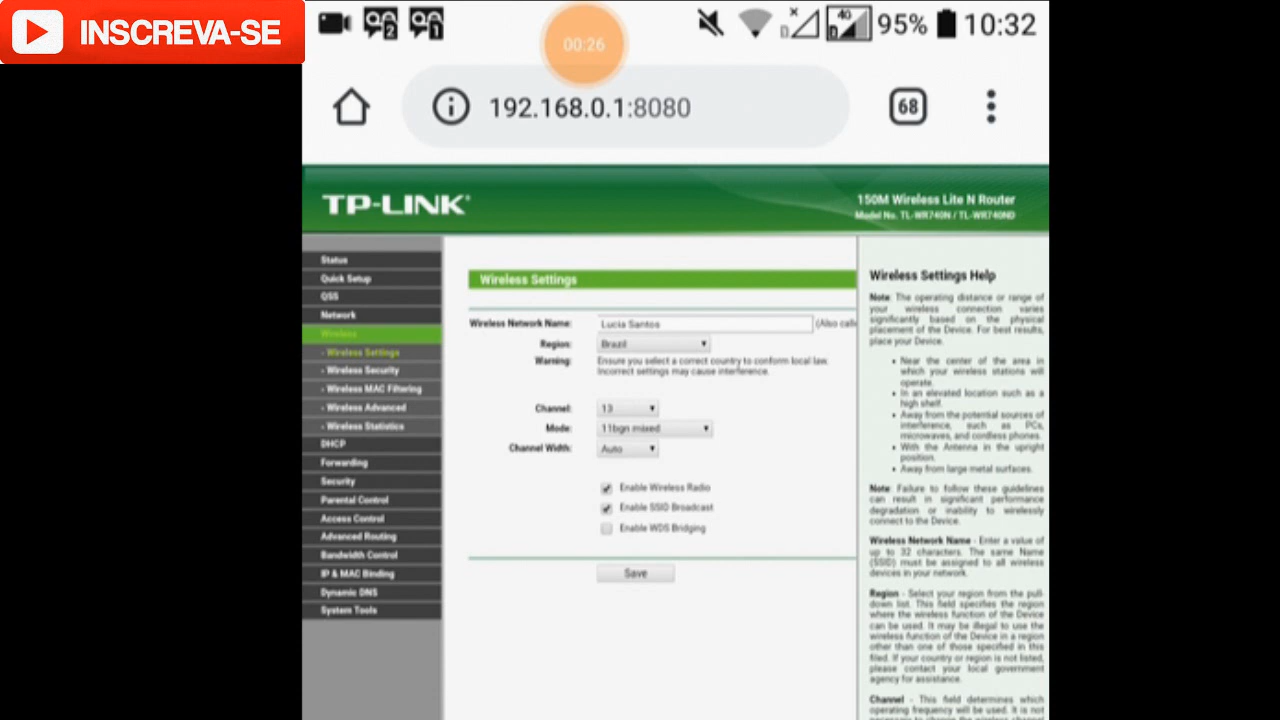 INSCREVA-SE
2
1
00:26
4G
95%
10:32
192.168.0.1:8080
68
TP-LINK®
150M Wireless Lite N Router
Model No. TL-WR740N / TL-WR740ND
Status
Quick Setup
QSS
Network
Wireless
- Wireless Settings
- Wireless Security
- Wireless MAC Filtering
- Wireless Advanced
- Wireless Statistics
DHCP
Forwarding
Security
Parental Control
Access Control
Advanced Routing
Bandwidth Control
IP & MAC Binding
Dynamic DNS
System Tools
Wireless Settings
Wireless Network Name: Lucia Santos (Also calle
Region: Brazil
Warning: Ensure you select a correct country to conform local law.
Incorrect settings may cause interference.
Channel: 13
Mode: 11bgn mixed
Channel Width: Auto
Enable Wireless Radio
Enable SSID Broadcast
Enable WDS Bridging
Save
Wireless Settings Help
Note: The operating distance or range of
your wireless connection varies
significantly based on the physical
placement of the Device. For best results,
place your Device.
• Near the center of the area in
which your wireless stations will
operate.
• In an elevated location such as a
high shelf.
• Away from the potential sources of
interference, such as PCs,
microwaves, and cordless phones.
• With the Antenna in the upright
position.
• Away from large metal surfaces.
Note: Failure to follow these guidelines
can result in significant performance
degradation or inability to wirelessly
connect to the Device.
Wireless Network Name - Enter a value of
up to 32 characters. The same Name
(SSID) must be assigned to all wireless
devices in your network.
Region - Select your region from the pull-
down list. This field specifies the region
where the wireless function of the Device
can be used. It may be illegal to use the
wireless function of the Device in a region
other than one of those specified in this
filed. If your country or region is not listed,
please contact your local government
agency for assistance.
Channel - This field determines which
operating frequency will be used. It is not